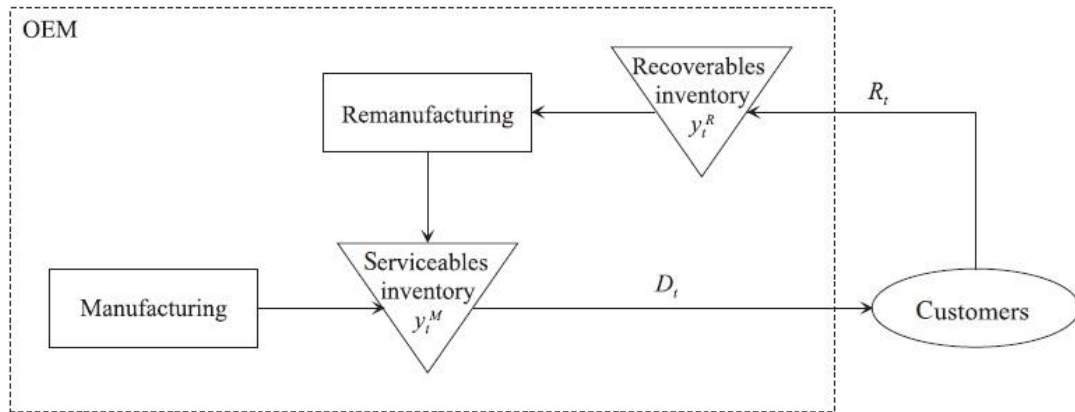 OEM
Recoverables
inventory
y_t^R
R_t
Remanufacturing
Serviceables
inventory
y_t^M
D_t
Manufacturing
Customers